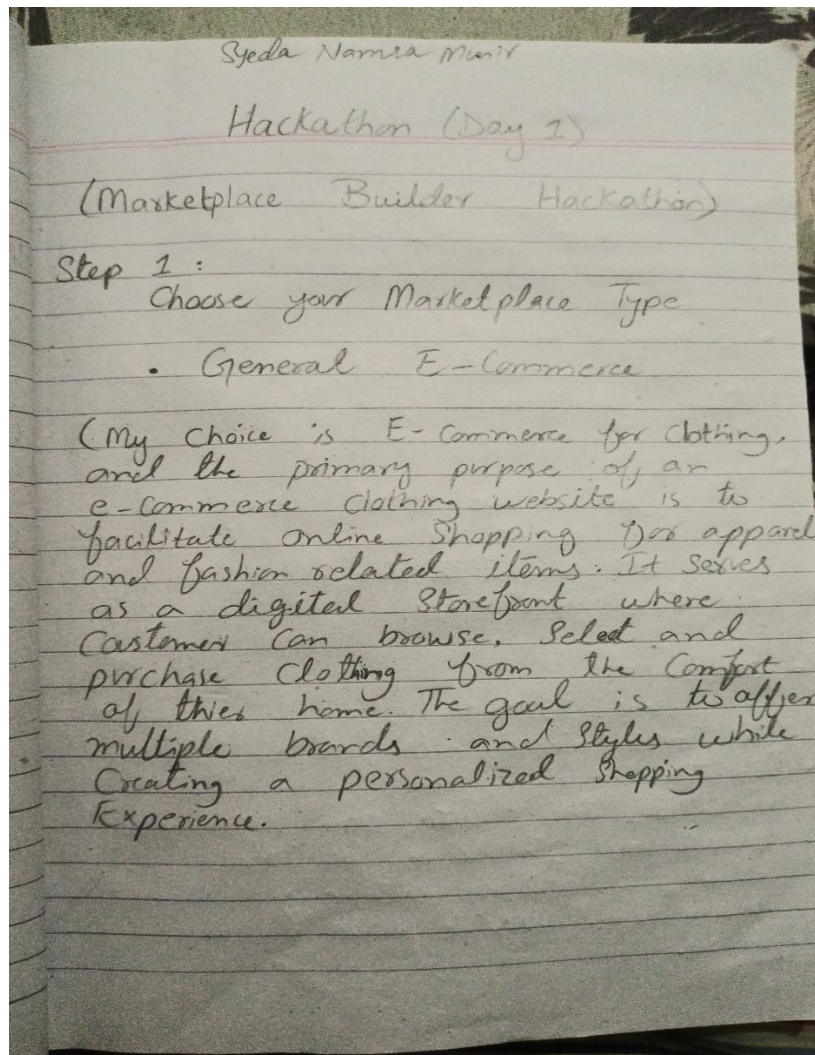 Syeda Namra Munir
Hackathon (Day 1)
(Marketplace Builder Hackathon)
Step 1 :
Choose your Marketplace Type
• General E-Commerce
(My Choice is E-Commerce for Clothing,
and the primary purpose of an
e-Commerce Clothing website is to
facilitate online Shopping for apparel
and fashion related items. It serves
as a digital Storefront where
Customer Can browse, Select and
purchase Clothing from the Comfort
of thier home. The goal is to offer
multiple brands and Styles while
Creating a personalized Shopping
Experience.